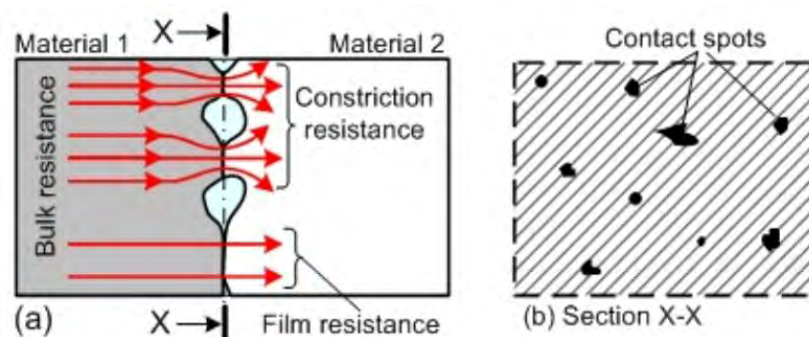 X
Material 1
Material 2
Contact spots
Constriction
resistance
Bulk resistance
X
(a)
Film resistance
(b) Section X-X